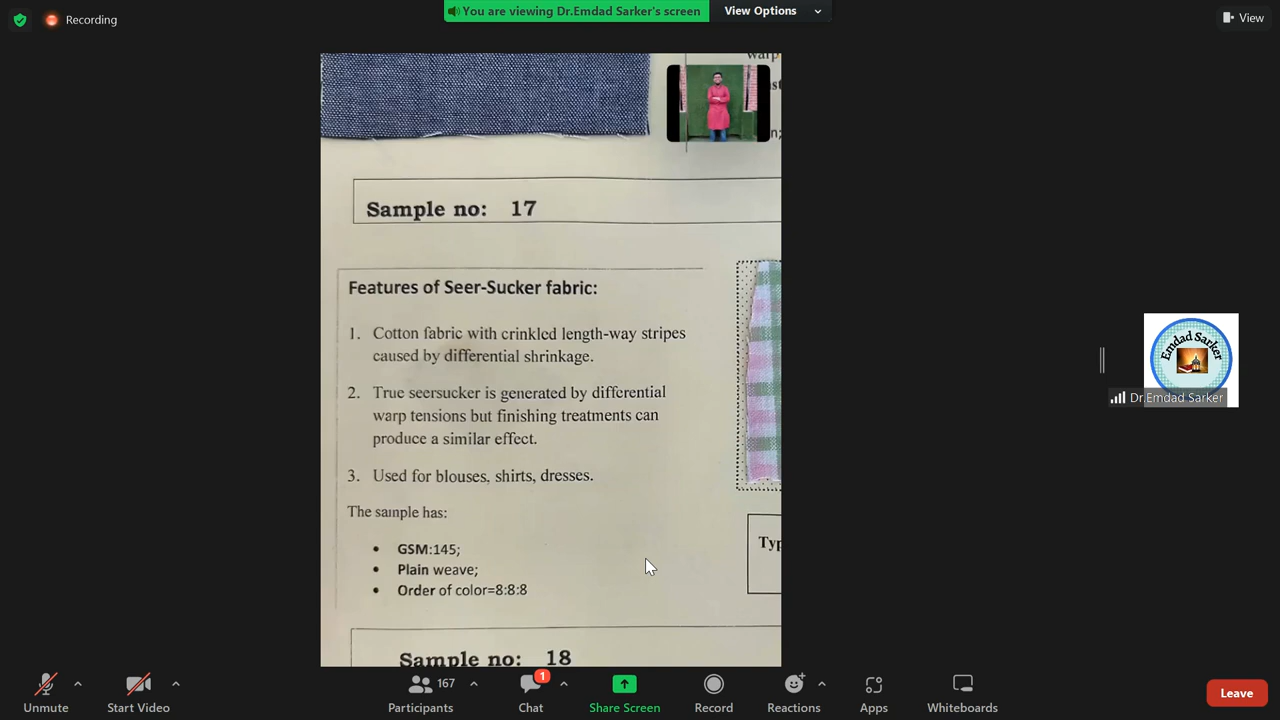 Recording
You are viewing Dr.Emdad Sarker's screen
View Options
View
warp
Sample no: 17
Features of Seer-Sucker fabric:
1. Cotton fabric with crinkled length-way stripes
caused by differential shrinkage.
2. True seersucker is generated by differential
warp tensions but finishing treatments can
produce a similar effect.
3. Used for blouses, shirts, dresses.
The sample has:
• GSM:145;
• Plain weave;
• Order of color=8:8:8
Typ
Sample no: 18
Emdad Sarker
Dr.Emdad Sarker
Unmute
Start Video
167
Participants
1
Chat
Share Screen
Record
Reactions
Apps
Whiteboards
Leave